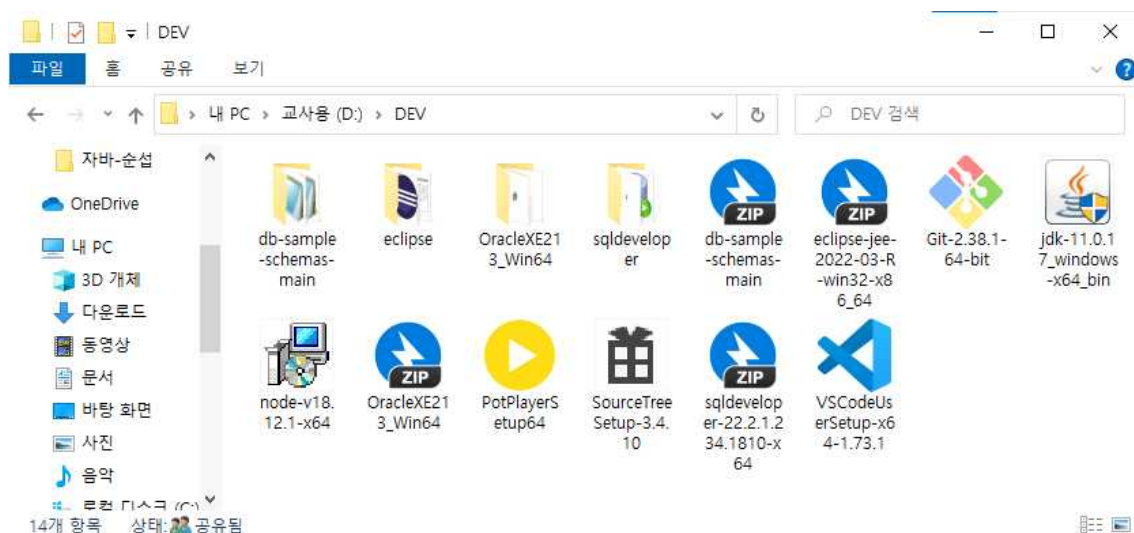 DEV
파일 홈 공유 보기
내 PC > 교사용 (D:) > DEV
DEV 검색
자바-순섭
OneDrive
내 PC
3D 개체
다운로드
동영상
문서
바탕 화면
사진
음악
로컬 디스크 (C:)
db-sample
-schemas-
main
eclipse
OracleXE21
3_Win64
sqldevelop
er
ZIP
db-sample
-schemas-
main
ZIP
eclipse-jee-
2022-03-R
-win32-x8
6_64
Git-2.38.1-
64-bit
jdk-11.0.1
7_windows
-x64_bin
node-v18.
12.1-x64
ZIP
OracleXE21
3_Win64
PotPlayerS
etup64
SourceTree
Setup-3.4.
10
ZIP
sqldevelop
er-22.2.1.2
34.1810-x
64
VSCodeUs
erSetup-x6
4-1.73.1
14개 항목 상태: 공유됨